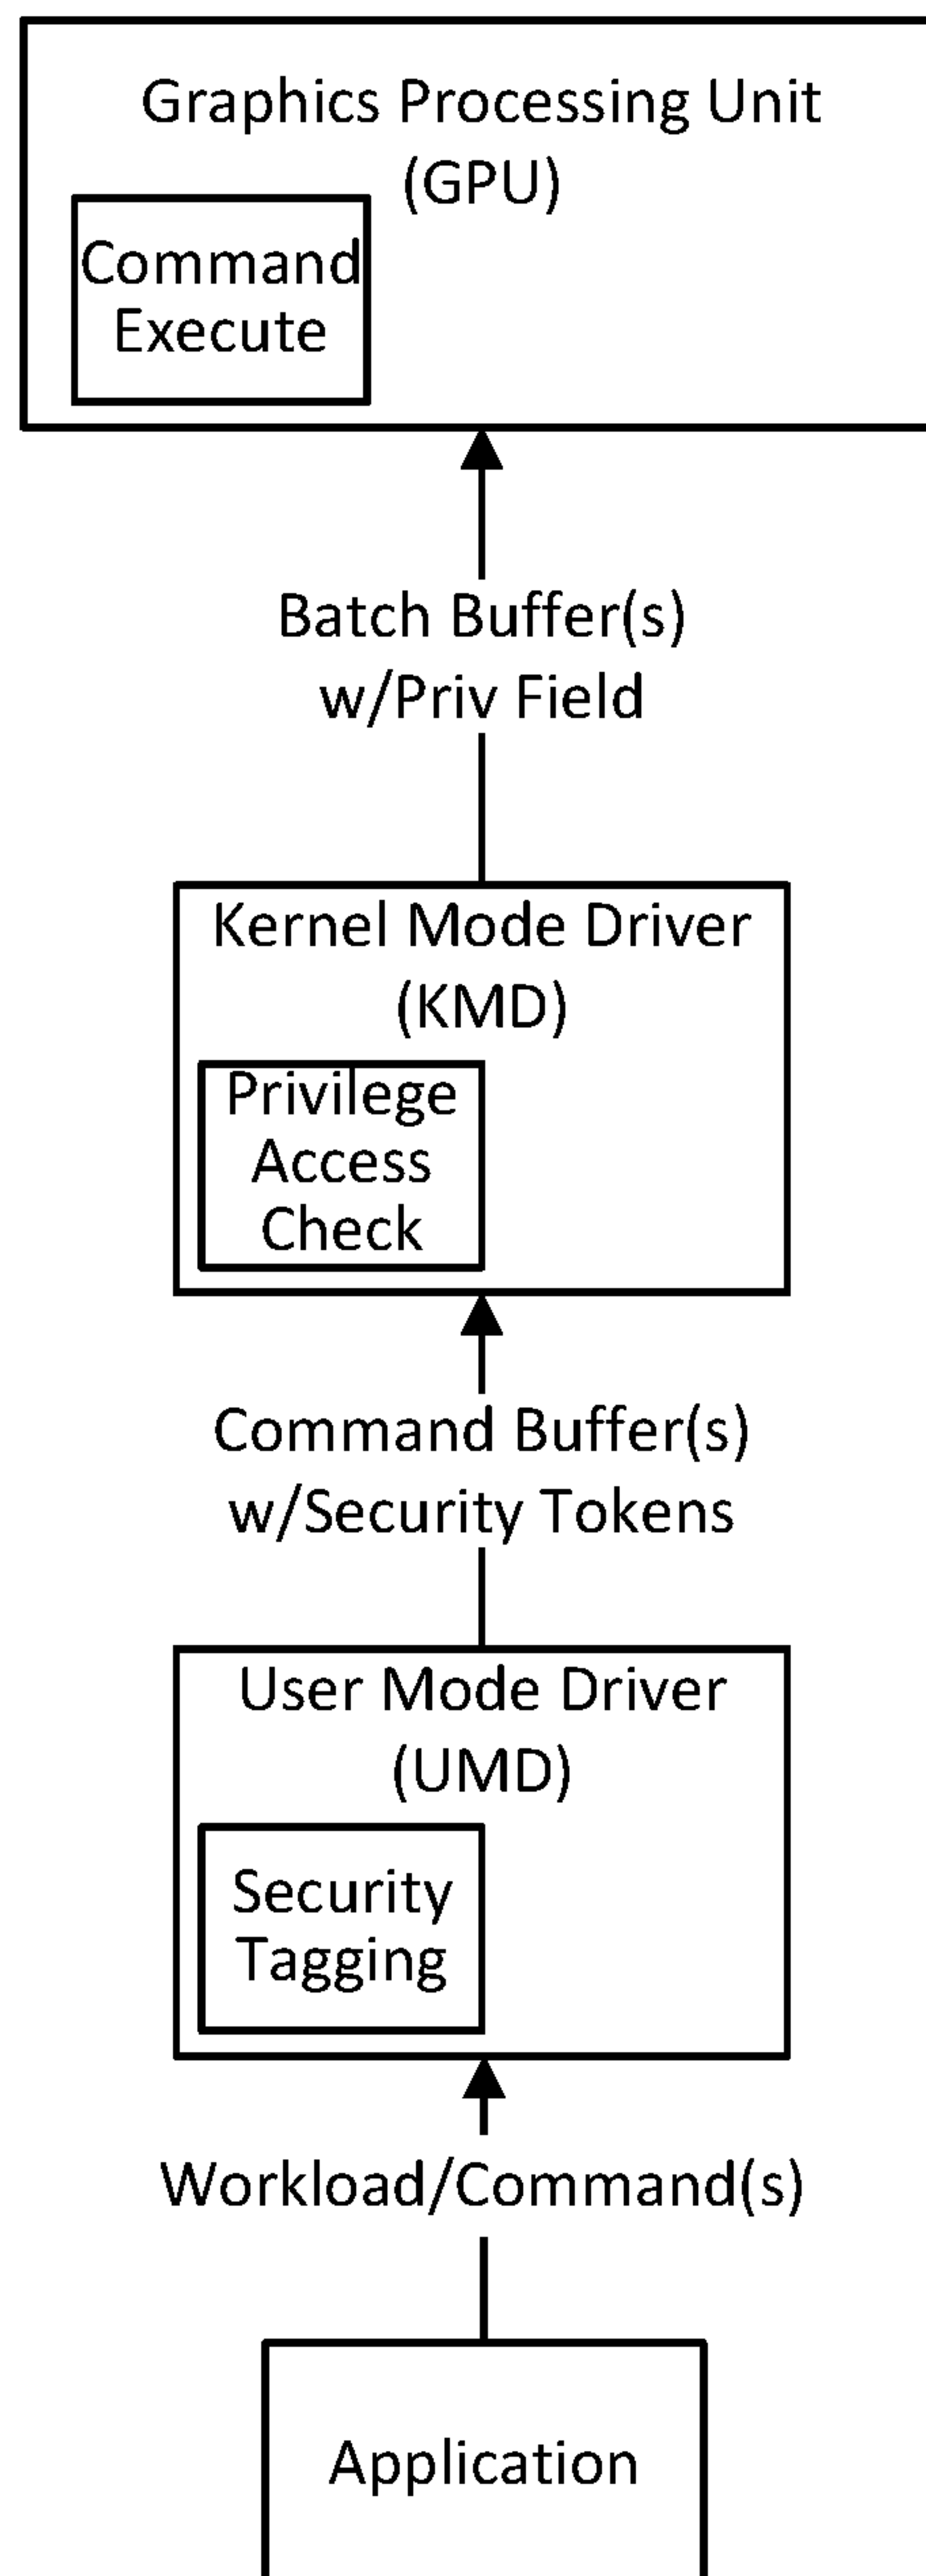 Graphics Processing Unit
(GPU)
Command
Execute
Batch Buffer(s)
w/Priv Field
Kernel Mode Driver
(KMD)
Privilege
Access
Check
Command Buffer(s)
w/Security Tokens
User Mode Driver
(UMD)
Security
Tagging
Workload/Command(s)
Application